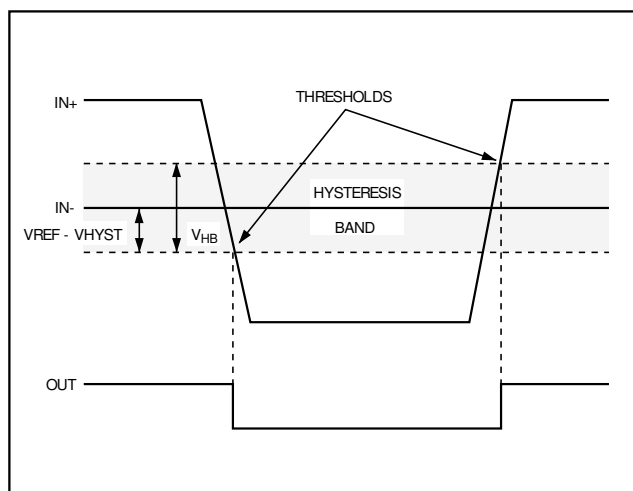 IN+
THRESHOLDS
IN-
HYSTERESIS
VREF - VHYST
VHB
BAND
OUT